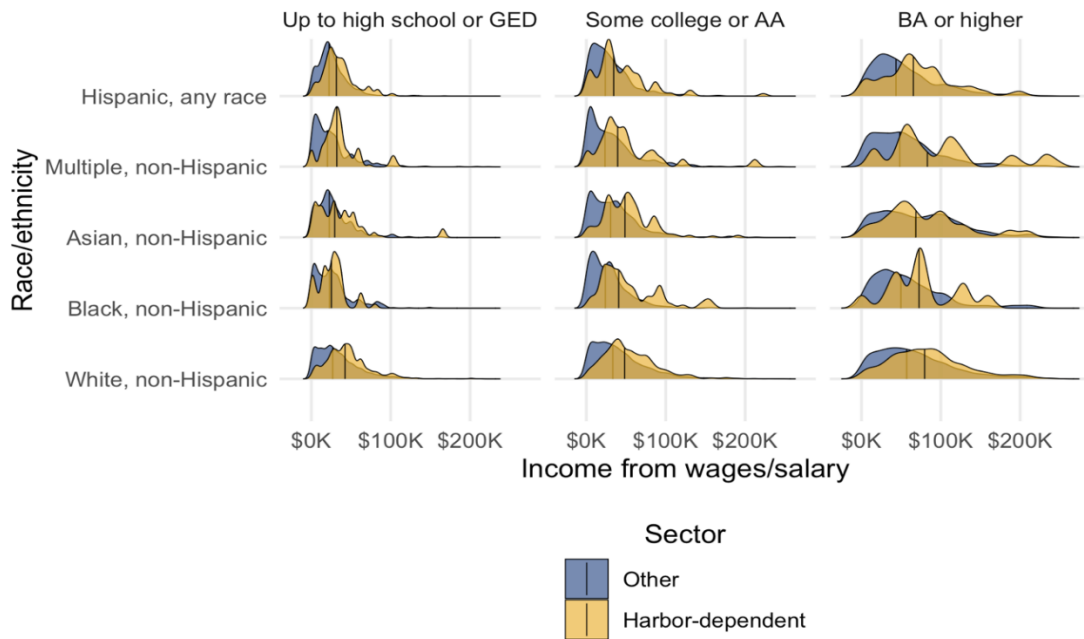 Up to high school or GED
Some college or AA
BA or higher
Race/ethnicity
Hispanic, any race
Multiple, non-Hispanic
Asian, non-Hispanic
Black, non-Hispanic
White, non-Hispanic
$0K $100K $200K $0K $100K $200K $0K $100K $200K
Income from wages/salary
Sector
Other
Harbor-dependent